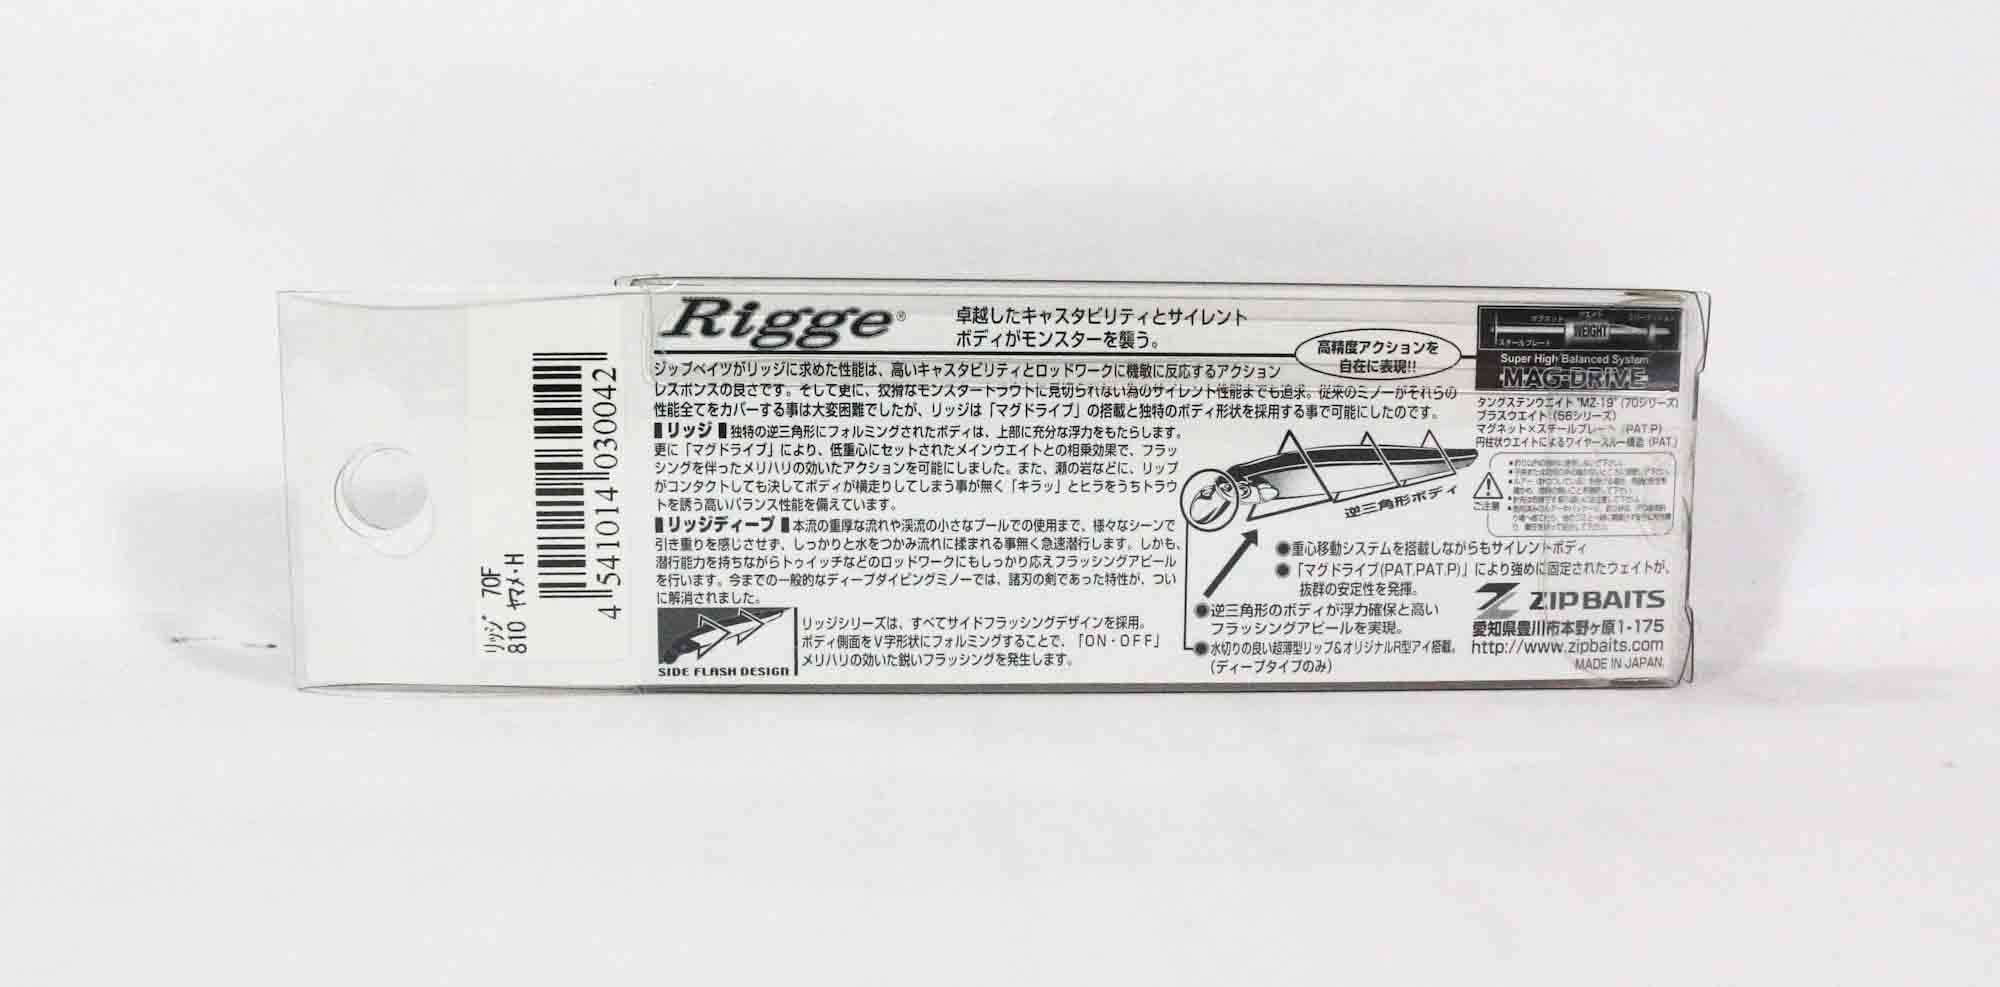 リッジ 70F
810 ヤマメ・H
4 541014 030042
Rigge®
卓越したキャスタビリティとサイレント
ボディがモンスターを襲う。
高精度アクションを
自在に表現!!
ジップベイツがリッジに求めた性能は、高いキャスタビリティとロッドワークに機敏に反応するアクション
レスポンスの良さです。そして更に、狡猾なモンスタートラウトに見切られない為のサイレント性能までも追求。従来のミノーがそれらの
性能全てをカバーする事は大変困難でしたが、リッジは「マグドライブ」の搭載と独特のボディ形状を採用する事で可能にしたのです。
リッジ 独特の逆三角形にフォルミングされたボディは、上部に充分な浮力をもたらします。
更に「マグドライブ」により、低重心にセットされたメインウエイトとの相乗効果で、フラッ
シングを伴ったメリハリの効いたアクションを可能にしました。また、瀬の岩などに、リップ
がコンタクトしても決してボディが横走りしてしまう事が無く「キラッ」とヒラをうちトラウ
トを誘う高いバランス性能を備えています。
リッジディープ 本流の重厚な流れや渓流の小さなプールでの使用まで、様々なシーンで
引き重りを感じさせず、しっかりと水をつかみ流れに揉まれる事無く急速潜行します。しかも、
潜行能力を持ちながらトゥイッチなどのロッドワークにもしっかり応えフラッシングアピール
を行います。今までの一般的なディープダイビングミノーでは、諸刃の剣であった特性が、つい
に解消されました。
SIDE FLASH DESIGN
リッジシリーズは、すべてサイドフラッシングデザインを採用。
ボディ側面をV字形状にフォルミングすることで、「ON・OFF」
メリハリの効いた鋭いフラッシングを発生します。
逆三角形ボディ
●重心移動システムを搭載しながらもサイレントボディ
●「マグドライブ(PAT.PAT.P)」により強めに固定されたウェイトが、
抜群の安定性を発揮。
●逆三角形のボディが浮力確保と高い
フラッシングアピールを実現。
●水切りの良い超薄型リップ&オリジナルR型アイ搭載。
(ディープタイプのみ)
マグネット
ウエイト
WEIGHT
スチールプレート
Super High Balanced System
MAG-DRIVE
タングステンウエイト "MZ-19" (70シリーズ)
ブラスウエイト (56シリーズ)
マグネット×スチールプレート (PAT.P)
円柱状ウエイトによるワイヤースルー構造 (PAT.)
ご注意
ZIPBAITS
愛知県豊川市本野ヶ原1-175
http://www.zipbaits.com
MADE IN JAPAN.